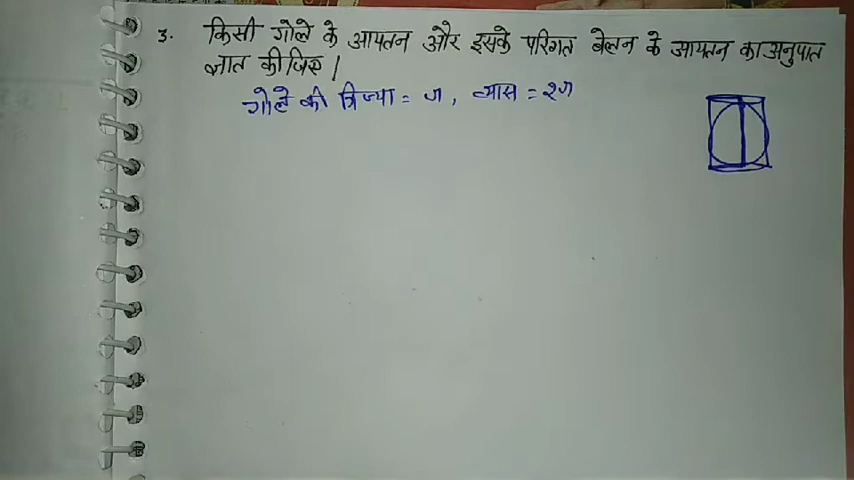 3. किसी गोले के आयतन और इसके परिगत बेलन के आयतन का अनुपात
ज्ञात कीजिए |
गोले की त्रिज्या = r, व्यास = 2r